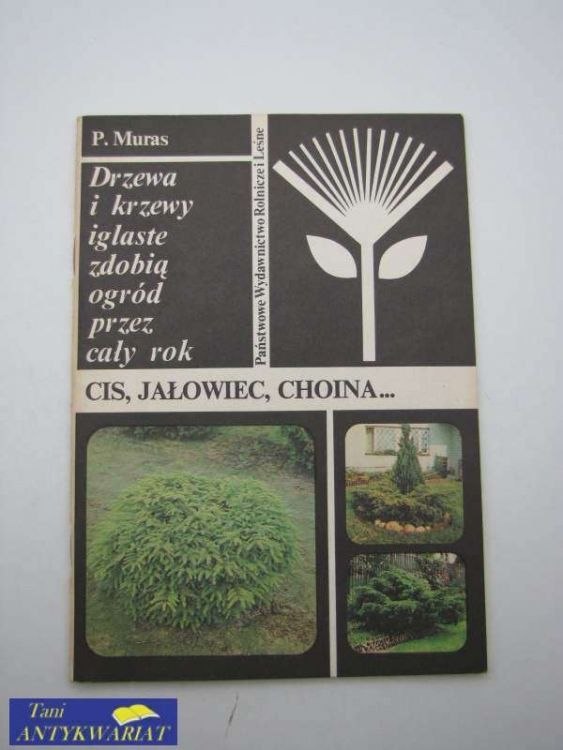 P. Muras
Drzewa
i krzewy
iglaste
zdobią
ogród
przez
cały rok
Państwowe Wydawnictwo Rolnicze i Leśne
CIS, JAŁOWIEC, CHOINA...
Tani
ANTYKWARIAT